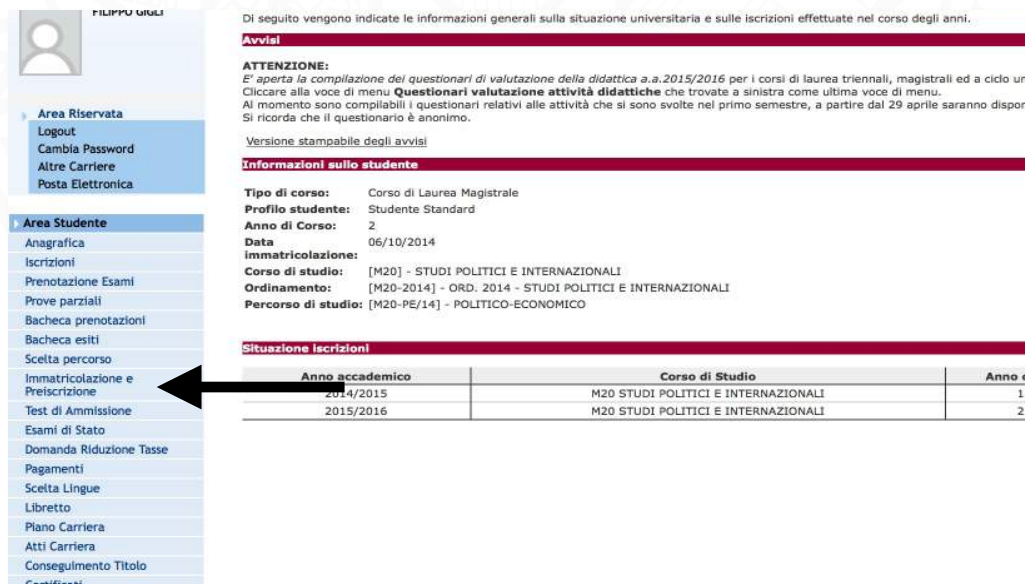 FILIPPO GIGLI
Area Riservata
Logout
Cambia Password
Altre Carriere
Posta Elettronica
Area Studente
Anagrafica
Iscrizioni
Prenotazione Esami
Prove parziali
Bacheca prenotazioni
Bacheca esiti
Scelta percorso
Immatricolazione e
Preiscrizione
Test di Ammissione
Esami di Stato
Domanda Riduzione Tasse
Pagamenti
Scelta Lingue
Libretto
Piano Carriera
Atti Carriera
Conseguimento Titolo
Certificati
Di seguito vengono indicate le informazioni generali sulla situazione universitaria e sulle iscrizioni effettuate nel corso degli anni.
Avvisi
ATTENZIONE:
E' aperta la compilazione dei questionari di valutazione della didattica a.a.2015/2016 per i corsi di laurea triennali, magistrali ed a ciclo un
Cliccare alla voce di menu Questionari valutazione attività didattiche che trovate a sinistra come ultima voce di menu.
Al momento sono compilabili i questionari relativi alle attività che si sono svolte nel primo semestre, a partire dal 29 aprile saranno dispon
Si ricorda che il questionario è anonimo.
Versione stampabile degli avvisi
Informazioni sullo studente
Tipo di corso: Corso di Laurea Magistrale
Profilo studente: Studente Standard
Anno di Corso: 2
Data immatricolazione: 06/10/2014
Corso di studio: [M20] - STUDI POLITICI E INTERNAZIONALI
Ordinamento: [M20-2014] - ORD. 2014 - STUDI POLITICI E INTERNAZIONALI
Percorso di studio: [M20-PE/14] - POLITICO-ECONOMICO
Situazione iscrizioni
Anno accademico Corso di Studio Anno
2014/2015 M20 STUDI POLITICI E INTERNAZIONALI 1
2015/2016 M20 STUDI POLITICI E INTERNAZIONALI 2